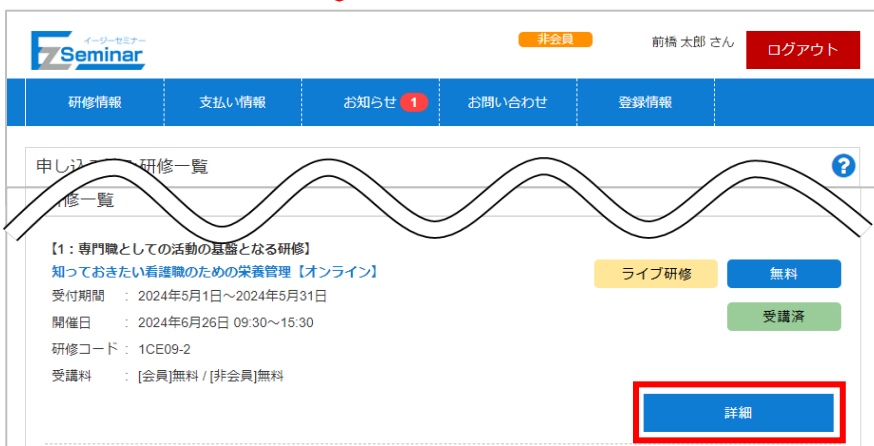 イージーセミナー
EZSeminar
非会員
前橋 太郎 さん
ログアウト
研修情報
支払い情報
お知らせ 1
お問い合わせ
登録情報
研修一覧
?
修一覧
【1：専門職としての活動の基盤となる研修】
知っておきたい看護職のための栄養管理【オンライン】
ライブ研修
無料
受付期間 : 2024年5月1日～2024年5月31日
開催日 : 2024年6月26日 09:30～15:30
受講済
研修コード : 1CE09-2
受講料 : [会員]無料 / [非会員]無料
詳細